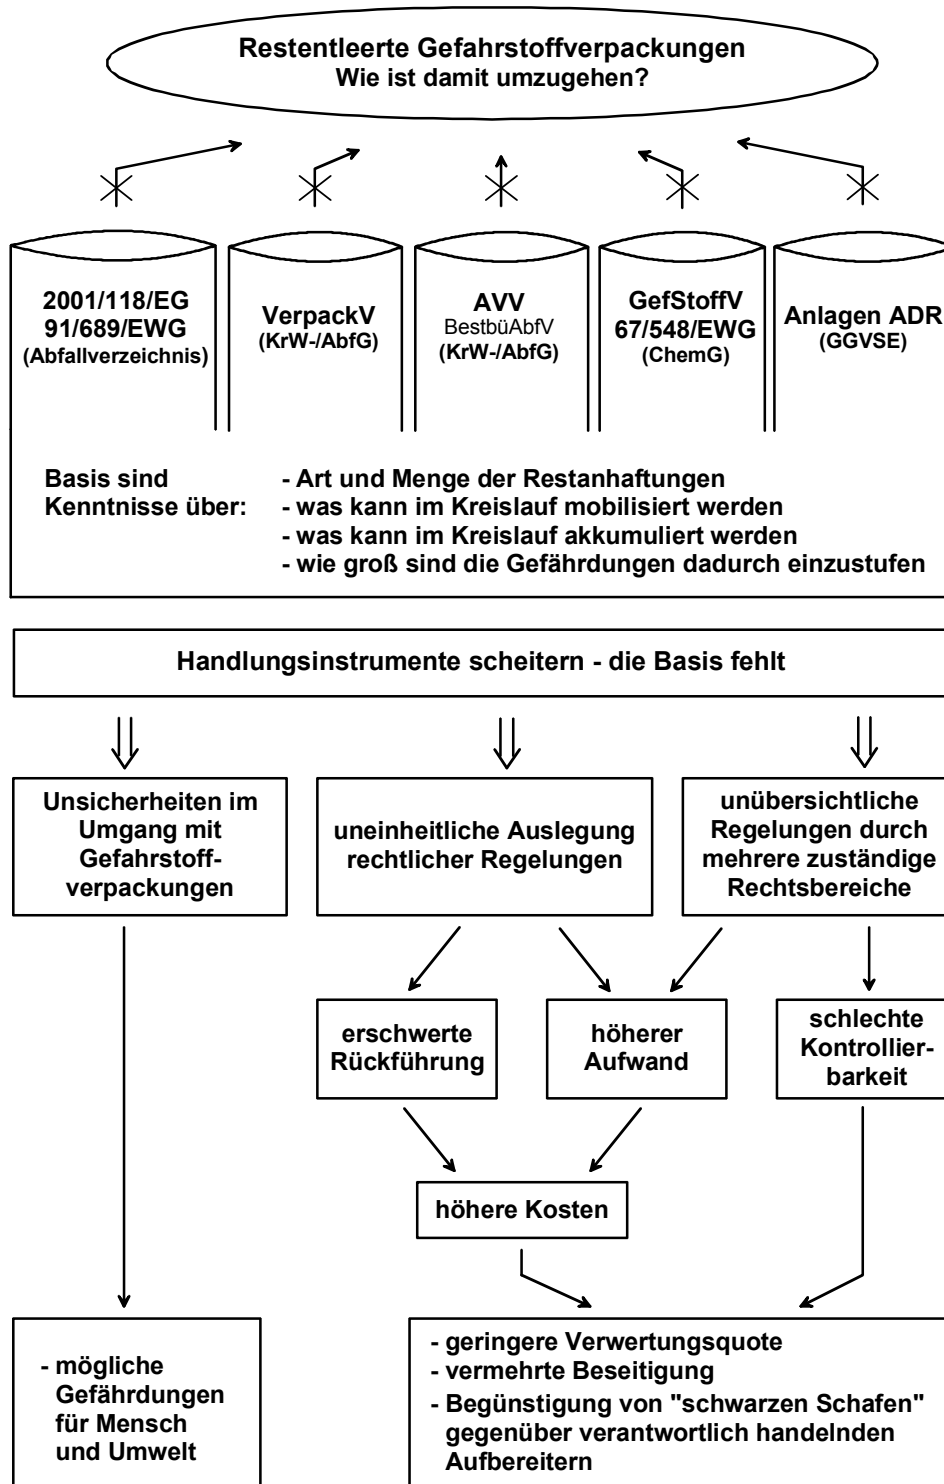 Restentleerte Gefahrstoffverpackungen
Wie ist damit umzugehen?
2001/118/EG
91/689/EWG
(Abfallverzeichnis)
VerpackV
(KrW-/AbfG)
AVV
BestbüAbfV
(KrW-/AbfG)
GefStoffV
67/548/EWG
(ChemG)
Anlagen ADR
(GGVSE)
Basis sind
Kenntnisse über:
- Art und Menge der Restanhaftungen
- was kann im Kreislauf mobilisiert werden
- was kann im Kreislauf akkumuliert werden
- wie groß sind die Gefährdungen dadurch einzustufen
Handlungsinstrumente scheitern - die Basis fehlt
Unsicherheiten im
Umgang mit
Gefahrstoff-
verpackungen
uneinheitliche Auslegung
rechtlicher Regelungen
unübersichtliche
Regelungen durch
mehrere zuständige
Rechtsbereiche
erschwerte
Rückführung
höherer
Aufwand
schlechte
Kontrollier-
barkeit
höhere Kosten
- mögliche
Gefährdungen
für Mensch
und Umwelt
- geringere Verwertungsquote
- vermehrte Beseitigung
- Begünstigung von "schwarzen Schafen"
gegenüber verantwortlich handelnden
Aufbereitern